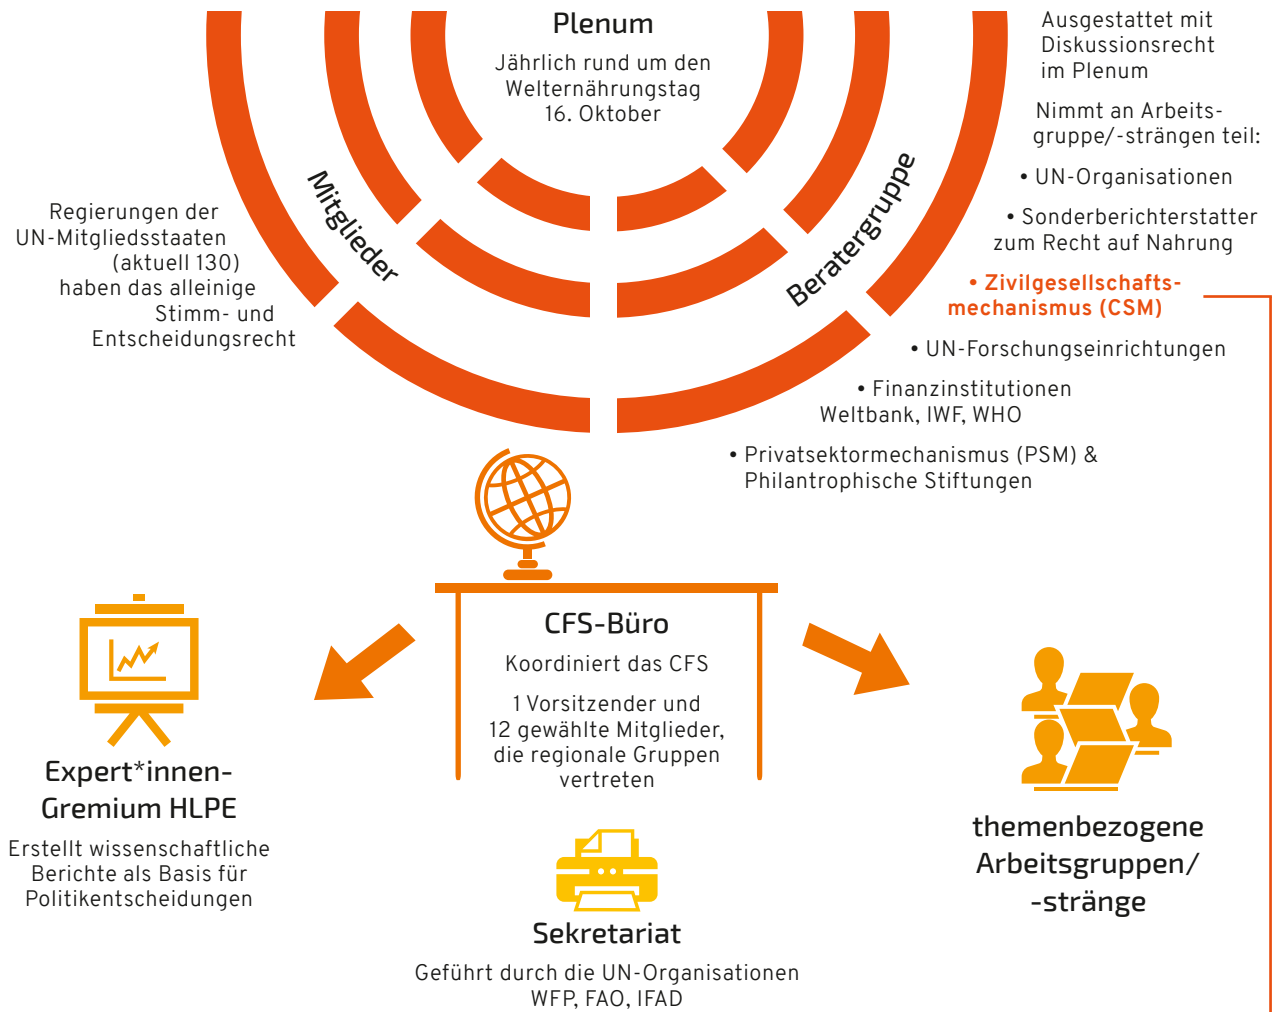 Plenum
Jährlich rund um den
Welternährungstag
16. Oktober
Mitglieder
Regierungen der
UN-Mitgliedsstaaten
(aktuell 130)
haben das alleinige
Stimm- und
Entscheidungsrecht
Beratergruppe
Ausgestattet mit
Diskussionsrecht
im Plenum
Nimmt an Arbeits-
gruppe/-strängen teil:
• UN-Organisationen
• Sonderberichterstatter
zum Recht auf Nahrung
• Zivilgesellschafts-
mechanismus (CSM)
• UN-Forschungseinrichtungen
• Finanzinstitutionen
Weltbank, IWF, WHO
• Privatsektormechanismus (PSM) &
Philantrophische Stiftungen
CFS-Büro
Koordiniert das CFS
1 Vorsitzender und
12 gewählte Mitglieder,
die regionale Gruppen
vertreten
Expert*innen-
Gremium HLPE
Erstellt wissenschaftliche
Berichte als Basis für
Politikentscheidungen
themenbezogene
Arbeitsgruppen/
-stränge
Sekretariat
Geführt durch die UN-Organisationen
WFP, FAO, IFAD